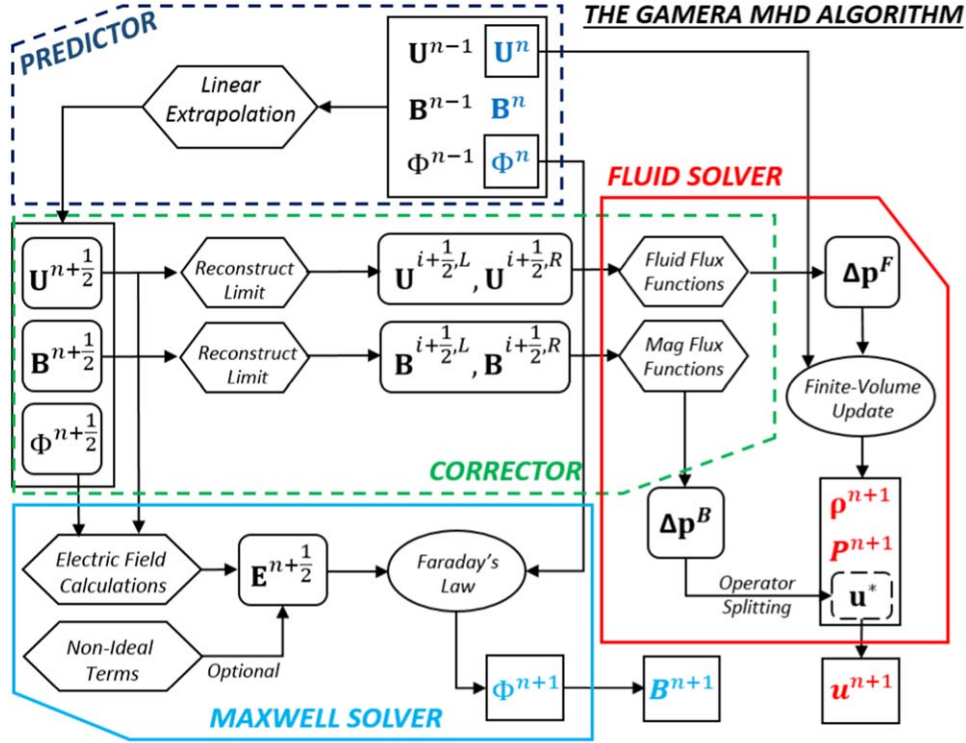 THE GAMERA MHD ALGORITHM
PREDICTOR
Linear
Extrapolation
U^{n−1} U^n
B^{n−1} B^n
Φ^{n−1} Φ^n
FLUID SOLVER
U^{n+1/2}
Reconstruct
Limit
U^{i+1/2,L}, U^{i+1/2,R}
Fluid Flux
Functions
Δp^F
B^{n+1/2}
Reconstruct
Limit
B^{i+1/2,L}, B^{i+1/2,R}
Mag Flux
Functions
Finite-Volume
Update
Φ^{n+1/2}
CORRECTOR
Δp^B
Operator
Splitting
ρ^{n+1}
P^{n+1}
u^*
u^{n+1}
Electric Field
Calculations
E^{n+1/2}
Faraday's
Law
Non-Ideal
Terms
Optional
Φ^{n+1}
B^{n+1}
MAXWELL SOLVER